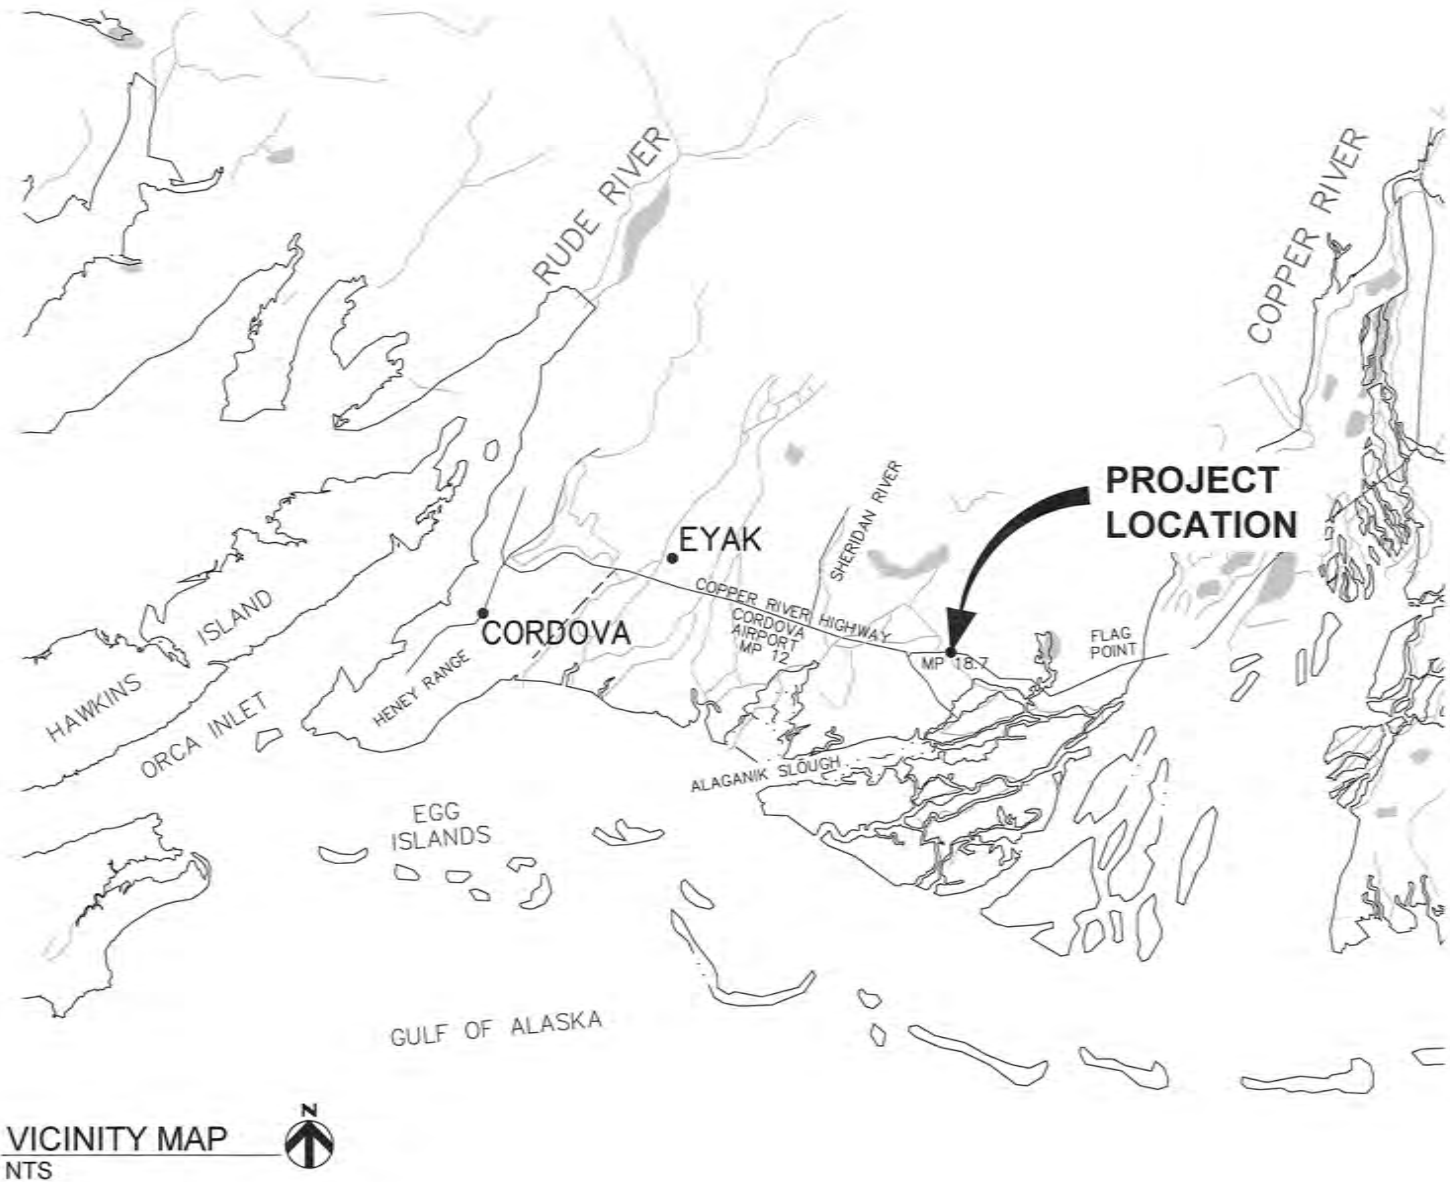 RUDE RIVER
COPPER RIVER
PROJECT
LOCATION
SHERIDAN RIVER
EYAK
COPPER RIVER HIGHWAY
CORDOVA
AIRPORT
MP 12
CORDOVA
MP 18.7
FLAG
POINT
HAWKINS ISLAND
HENEY RANGE
ORCA INLET
ALAGANIK SLOUGH
EGG
ISLANDS
GULF OF ALASKA
N
VICINITY MAP
NTS